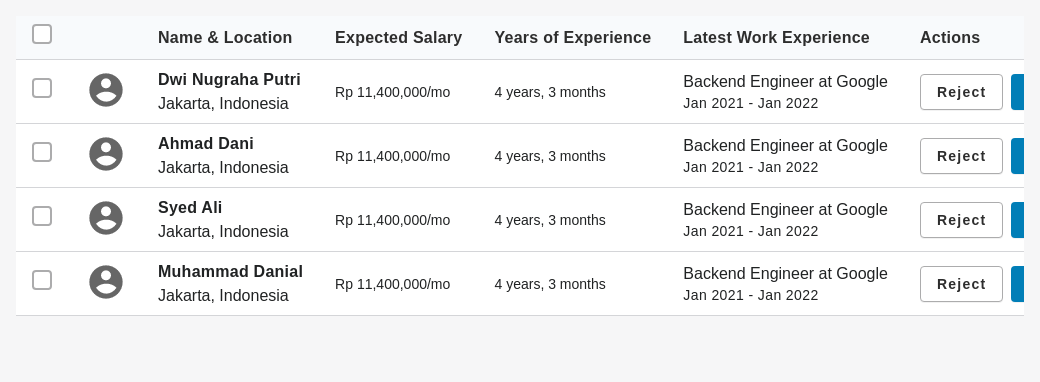 Name & Location Expected Salary Years of Experience Latest Work Experience Actions
Dwi Nugraha Putri
Jakarta, Indonesia
Rp 11,400,000/mo
4 years, 3 months
Backend Engineer at Google
Jan 2021 - Jan 2022
Reject
Ahmad Dani
Jakarta, Indonesia
Rp 11,400,000/mo
4 years, 3 months
Backend Engineer at Google
Jan 2021 - Jan 2022
Reject
Syed Ali
Jakarta, Indonesia
Rp 11,400,000/mo
4 years, 3 months
Backend Engineer at Google
Jan 2021 - Jan 2022
Reject
Muhammad Danial
Jakarta, Indonesia
Rp 11,400,000/mo
4 years, 3 months
Backend Engineer at Google
Jan 2021 - Jan 2022
Reject